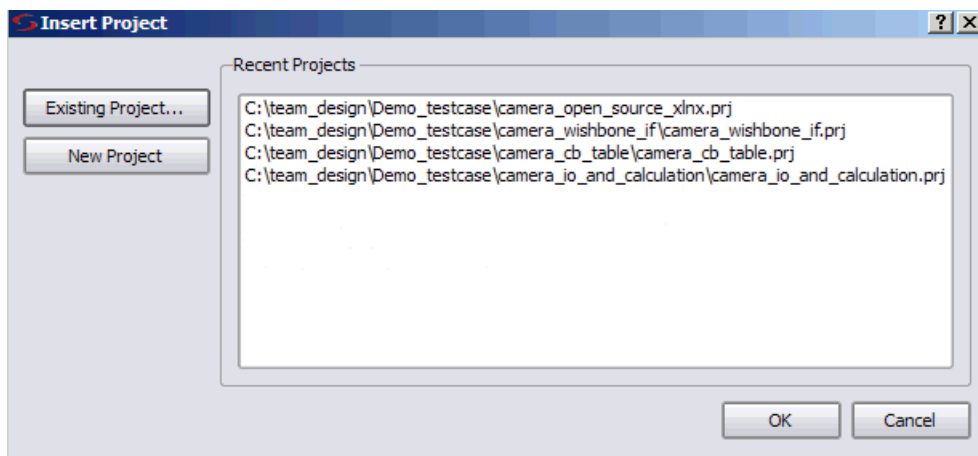 Insert Project
Existing Project...
New Project
Recent Projects
C:\team_design\Demo_testcase\camera_open_source_xlnx.prj
C:\team_design\Demo_testcase\camera_wishbone_if\camera_wishbone_if.prj
C:\team_design\Demo_testcase\camera_cb_table\camera_cb_table.prj
C:\team_design\Demo_testcase\camera_io_and_calculation\camera_io_and_calculation.prj
OK
Cancel